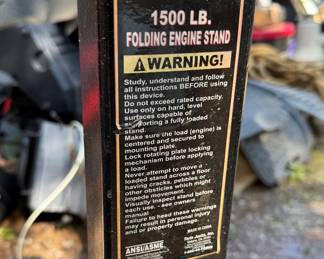 1500 LB.
FOLDING ENGINE STAND
WARNING!
Study, understand and follow
all instructions BEFORE using
this device.
Do not exceed rated capacity.
Use only on hard, level
surfaces capable of
supporting a fully loaded
stand.
Make sure the load (engine) is
centered and secured to
mounting plate.
Lock rotating plate locking
mechanism before applying
a load.
Never attempt to move a
loaded stand across a floor
having cracks, pebbles or
other obstacles which might
impede movement.
Visually inspect stand before
each use. - see owners
manual
Failure to heed these warnings
may result in personal injury
and or property damage.
MADE IN CHINA
ANSI/ASME